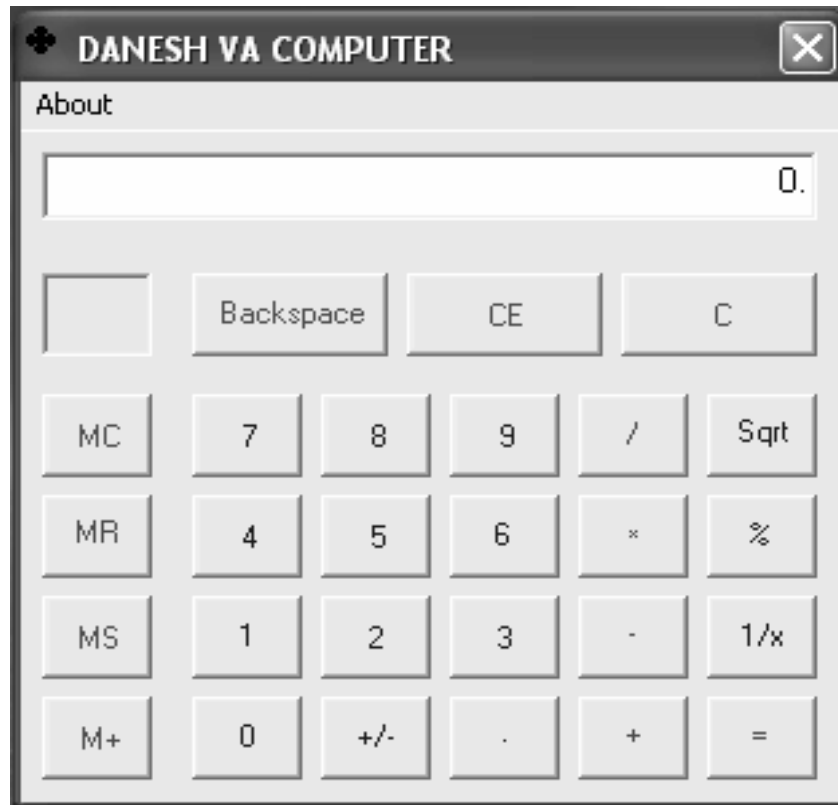 DANESH VA COMPUTER
About
0.
Backspace CE C
MC 7 8 9 / Sqrt
MR 4 5 6 × %
MS 1 2 3 - 1/x
M+ 0 +/- . + =